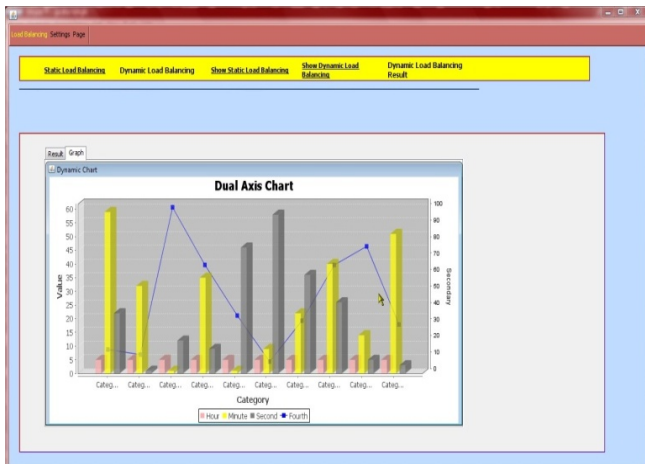 Load Balancing Settings Page
Static Load Balancing Dynamic Load Balancing Show Static Load Balancing Show Dynamic Load Balancing Dynamic Load Balancing Result
Result Graph
Dynamic Chart
Dual Axis Chart
60
55
50
45
40
35
30
25
20
15
10
5
0
Value
100
90
80
70
60
50
40
30
20
10
0
Secondary
Categ... Categ... Categ... Categ... Categ... Categ... Categ... Categ... Categ... Categ...
Category
Hour Minute Second Fourth